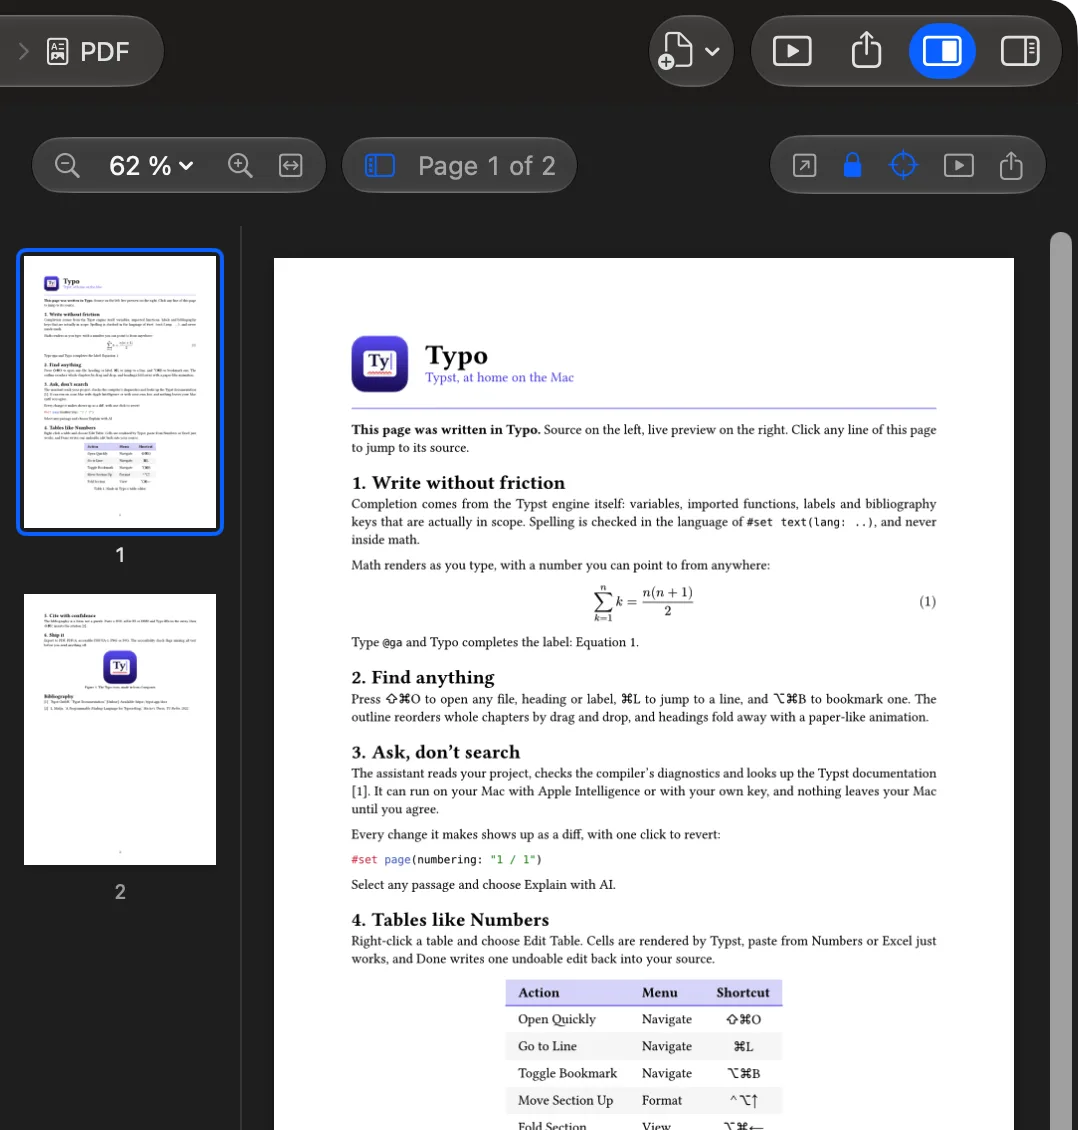 PDF
62 %
Page 1 of 2
Typo
Typst, at home on the Mac
This page was written in Typo. Source on the left, live preview on the right. Click any line of this page
to jump to its source.
1. Write without friction
Completion comes from the Typst engine itself: variables, imported functions, labels and bibliography
keys that are actually in scope. Spelling is checked in the language of #set text(lang: ..), and never
inside math.
Math renders as you type, with a number you can point to from anywhere:
n
∑ k = n(n + 1) / 2 (1)
k=1
Type @ga and Typo completes the label: Equation 1.
2. Find anything
Press ⇧⌘O to open any file, heading or label, ⌘L to jump to a line, and ⌥⌘B to bookmark one. The
outline reorders whole chapters by drag and drop, and headings fold away with a paper-like animation.
3. Ask, don’t search
The assistant reads your project, checks the compiler’s diagnostics and looks up the Typst documentation
[1]. It can run on your Mac with Apple Intelligence or with your own key, and nothing leaves your Mac
until you agree.
Every change it makes shows up as a diff, with one click to revert:
#set page(numbering: "1 / 1")
Select any passage and choose Explain with AI.
4. Tables like Numbers
Right-click a table and choose Edit Table. Cells are rendered by Typst, paste from Numbers or Excel just
works, and Done writes one undoable edit back into your source.
Action Menu Shortcut
Open Quickly Navigate ⇧⌘O
Go to Line Navigate ⌘L
Toggle Bookmark Navigate ⌥⌘B
Move Section Up Format ⌃⌥↑
Fold Section View ⌥⌘←
Ty
1
2